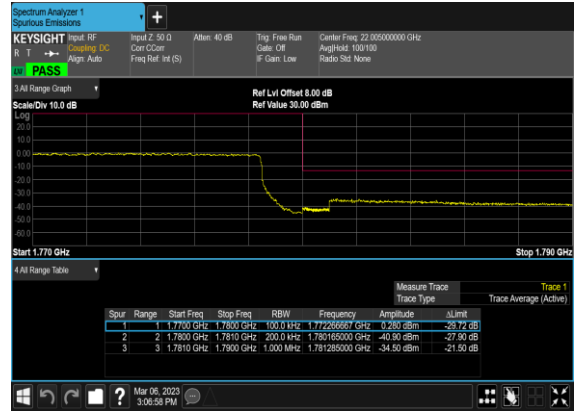 Spectrum Analyzer 1
Spurious Emissions
KEYSIGHT Input: RF Input Z: 50 Ω Atten: 40 dB Trig: Free Run Center Freq: 22.005000000 GHz
R T Coupling: DC Corr CCorr Gate: Off Avg|Hold: 100/100
Align: Auto Freq Ref: Int (S) IF Gain: Low Radio Std: None
LM PASS
3 All Range Graph
Ref Lvl Offset 8.00 dB
Scale/Div 10.0 dB Ref Value 30.00 dBm
Log
20.0
10.0
0.00
-10.0
-20.0
-30.0
-40.0
-50.0
-60.0
Start 1.770 GHz Stop 1.790 GHz
4 All Range Table
Measure Trace Trace 1
Trace Type Trace Average (Active)
Spur Range Start Freq Stop Freq RBW Frequency Amplitude ΔLimit
1 1 1.7700 GHz 1.7800 GHz 100.0 kHz 1.772266667 GHz 0.280 dBm -29.72 dB
2 2 1.7800 GHz 1.7810 GHz 200.0 kHz 1.780165000 GHz -40.90 dBm -27.90 dB
3 3 1.7810 GHz 1.7900 GHz 1.000 MHz 1.781285000 GHz -34.50 dBm -21.50 dB
? Mar 06, 2023
3:06:58 PM